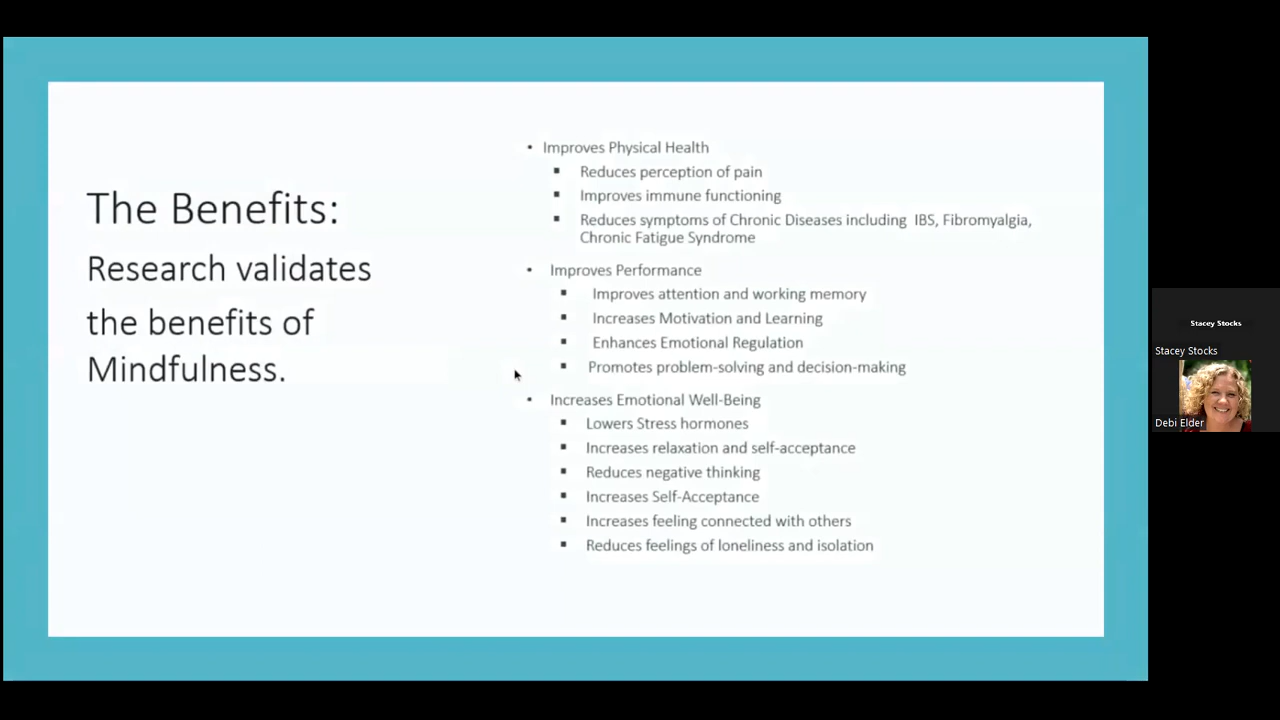 The Benefits:
Research validates
the benefits of
Mindfulness.
• Improves Physical Health
▪ Reduces perception of pain
▪ Improves immune functioning
▪ Reduces symptoms of Chronic Diseases including IBS, Fibromyalgia,
Chronic Fatigue Syndrome
• Improves Performance
▪ Improves attention and working memory
▪ Increases Motivation and Learning
▪ Enhances Emotional Regulation
▪ Promotes problem-solving and decision-making
• Increases Emotional Well-Being
▪ Lowers Stress hormones
▪ Increases relaxation and self-acceptance
▪ Reduces negative thinking
▪ Increases Self-Acceptance
▪ Increases feeling connected with others
▪ Reduces feelings of loneliness and isolation
Stacey Stocks
Stacey Stocks
Debi Elder